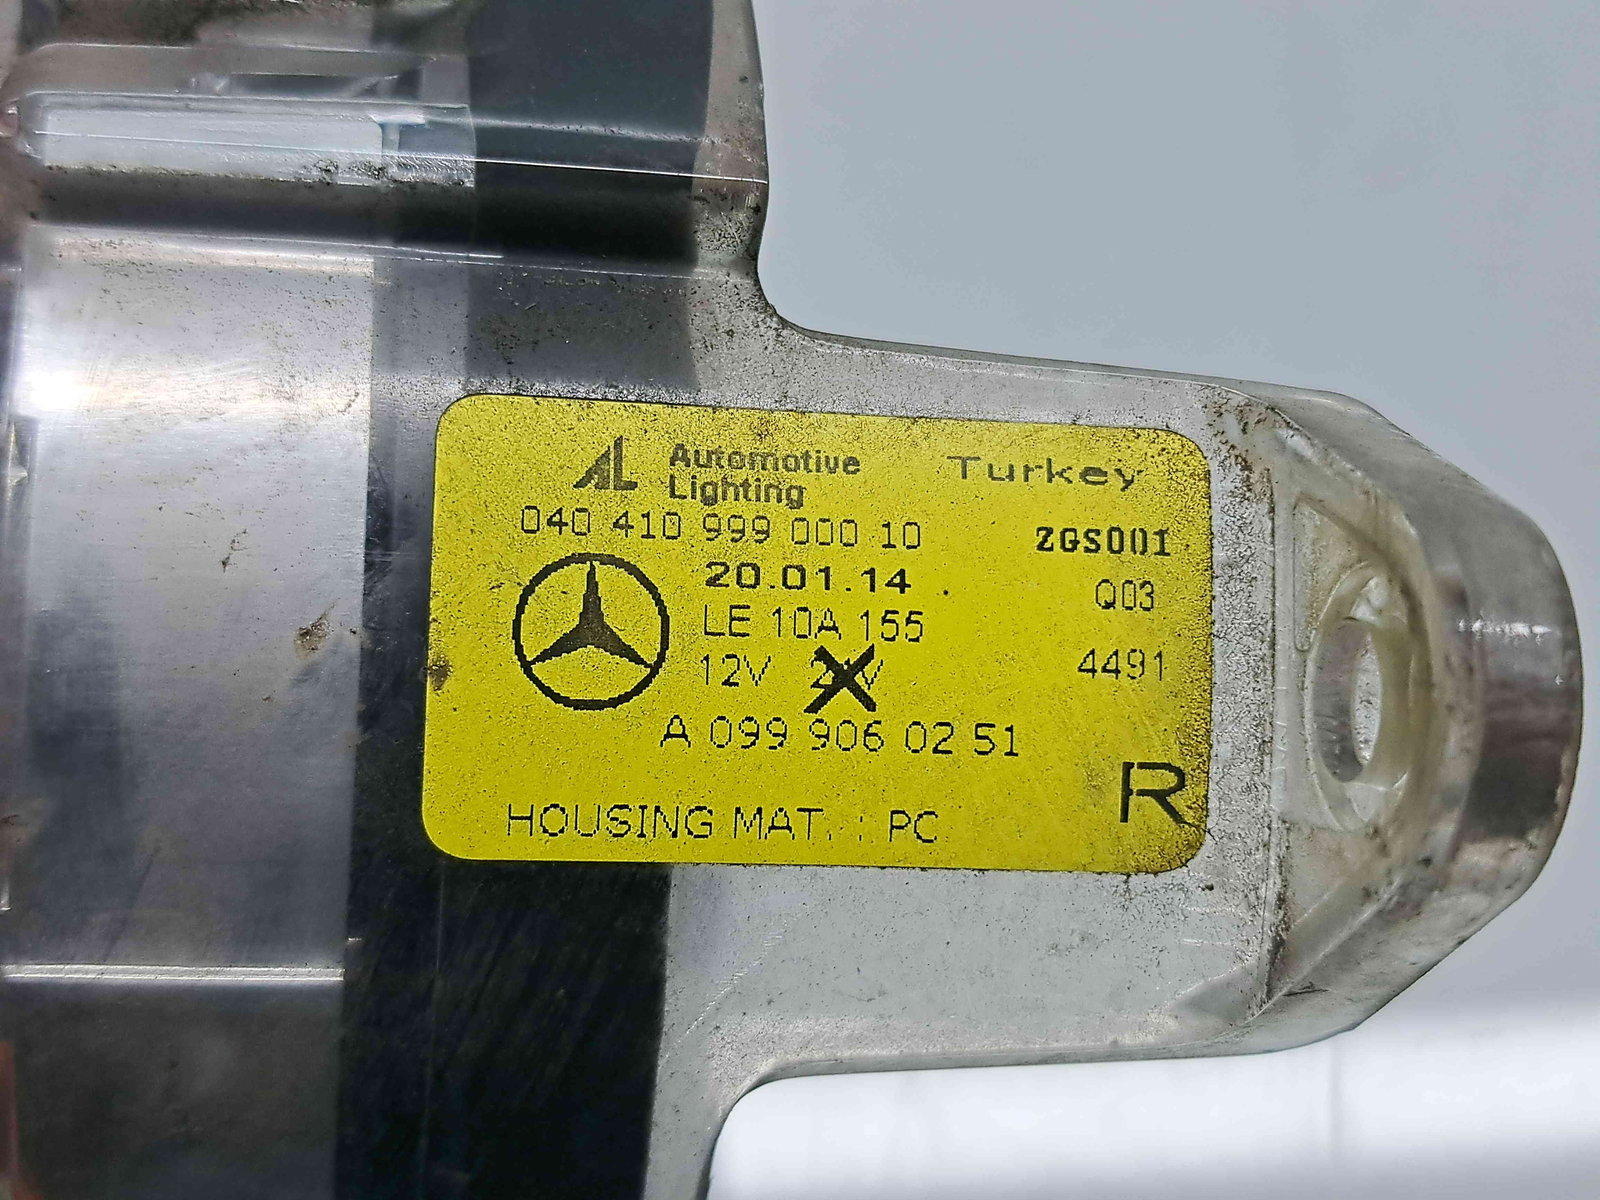 AL Automotive Lighting Turkey
040 410 999 000 10 ZGS001
20.01.14 Q03
LE 10A 155
12V 24V 4491
A 099 906 02 51
R
HOUSING MAT. : PC